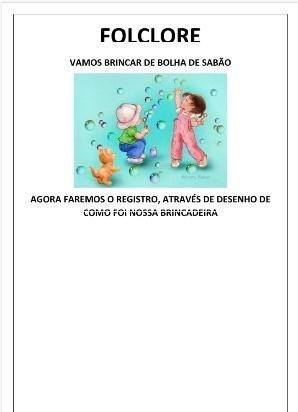 FOLCLORE
VAMOS BRINCAR DE BOLHA DE SABÃO
AGORA FAREMOS O REGISTRO, ATRAVÉS DE DESENHO DE
COMO FOI NOSSA BRINCADEIRA